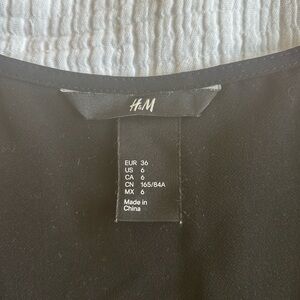 H&M
EUR 36
US 6
CA 6
CN 165/84A
MX 6
Made in
China